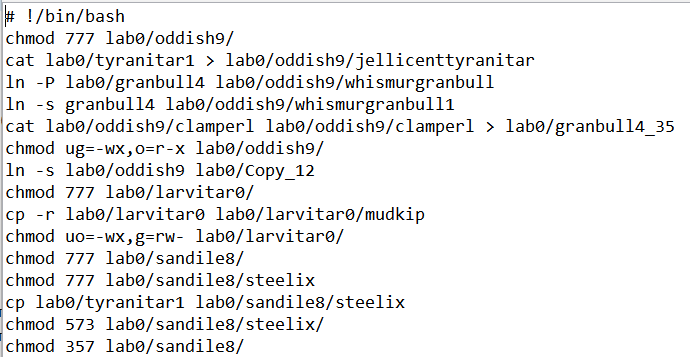 # !/bin/bash
chmod 777 lab0/oddish9/
cat lab0/tyranitar1 > lab0/oddish9/jellicenttyranitar
ln -P lab0/granbull4 lab0/oddish9/whismurgranbull
ln -s granbull4 lab0/oddish9/whismurgranbull1
cat lab0/oddish9/clamperl lab0/oddish9/clamperl > lab0/granbull4_35
chmod ug=-wx,o=r-x lab0/oddish9/
ln -s lab0/oddish9 lab0/Copy_12
chmod 777 lab0/larvitar0/
cp -r lab0/larvitar0 lab0/larvitar0/mudkip
chmod uo=-wx,g=rw- lab0/larvitar0/
chmod 777 lab0/sandile8/
chmod 777 lab0/sandile8/steelix
cp lab0/tyranitar1 lab0/sandile8/steelix
chmod 573 lab0/sandile8/steelix/
chmod 357 lab0/sandile8/